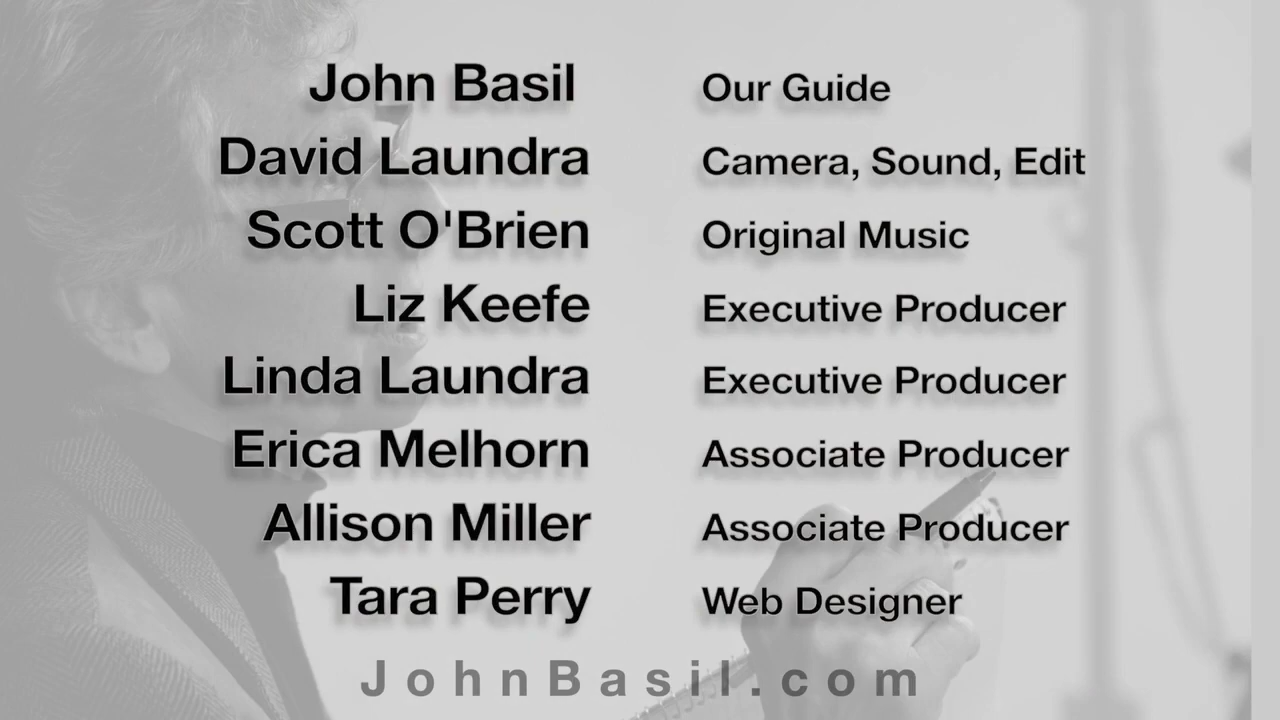 John Basil Our Guide
David Laundra Camera, Sound, Edit
Scott O'Brien Original Music
Liz Keefe Executive Producer
Linda Laundra Executive Producer
Erica Melhorn Associate Producer
Allison Miller Associate Producer
Tara Perry Web Designer
JohnBasil.com